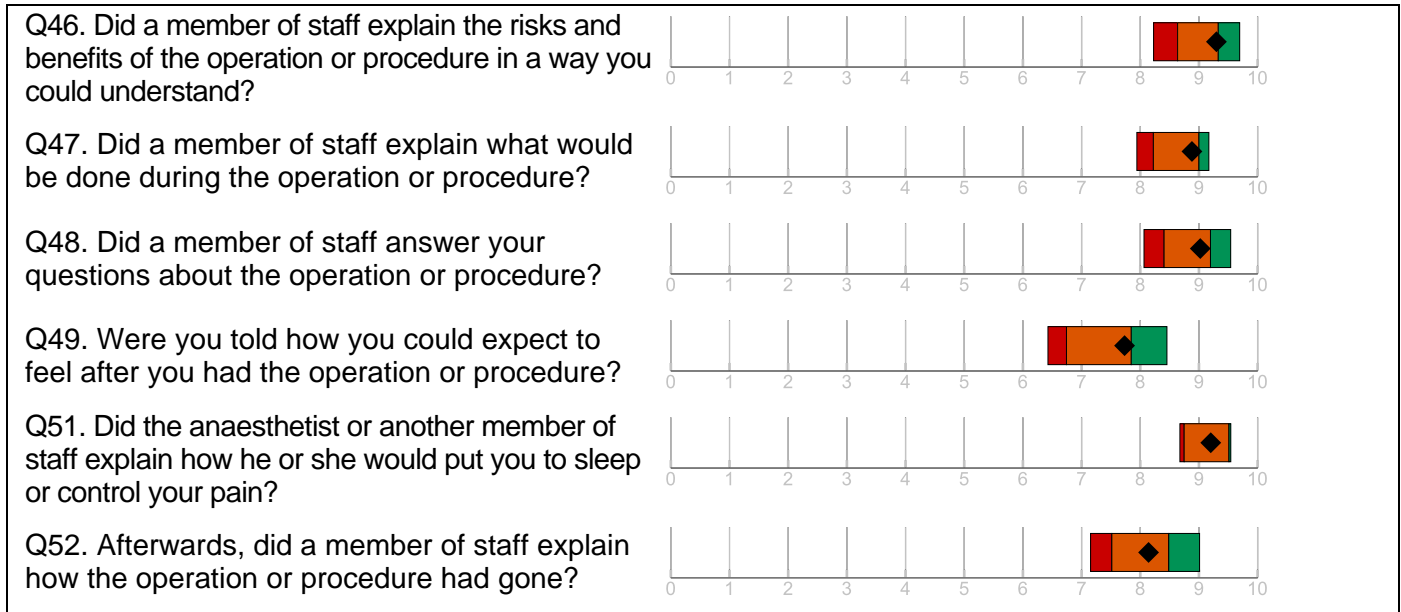 Q46. Did a member of staff explain the risks and
benefits of the operation or procedure in a way you
could understand?
0 1 2 3 4 5 6 7 8 9 10
Q47. Did a member of staff explain what would
be done during the operation or procedure?
0 1 2 3 4 5 6 7 8 9 10
Q48. Did a member of staff answer your
questions about the operation or procedure?
0 1 2 3 4 5 6 7 8 9 10
Q49. Were you told how you could expect to
feel after you had the operation or procedure?
0 1 2 3 4 5 6 7 8 9 10
Q51. Did the anaesthetist or another member of
staff explain how he or she would put you to sleep
or control your pain?
0 1 2 3 4 5 6 7 8 9 10
Q52. Afterwards, did a member of staff explain
how the operation or procedure had gone?
0 1 2 3 4 5 6 7 8 9 10